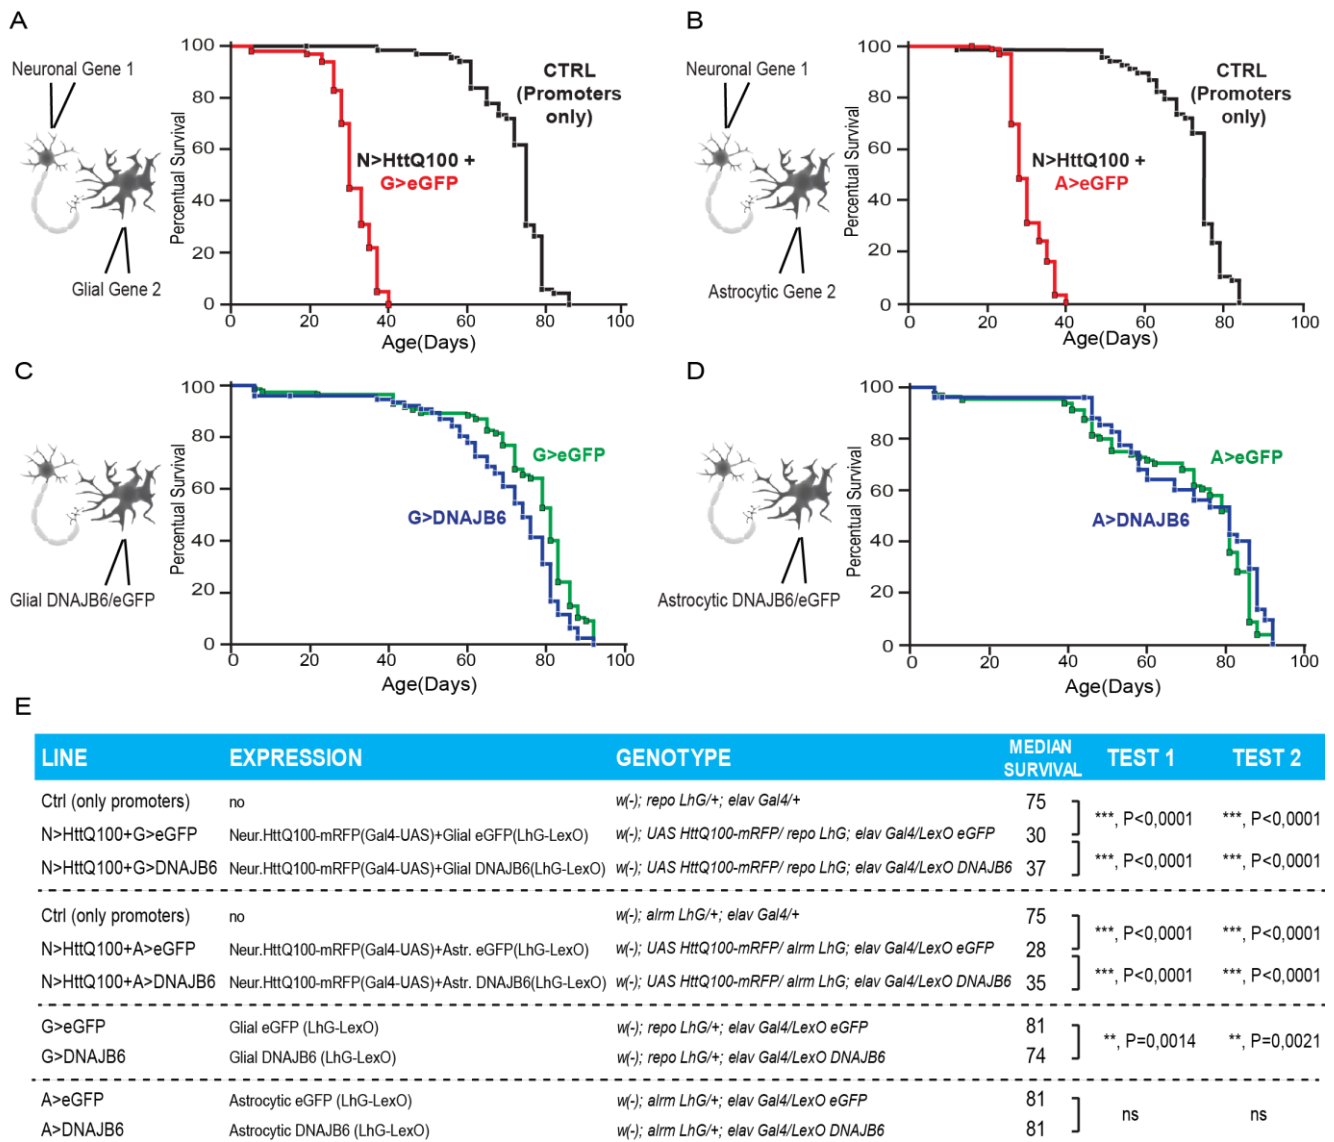 A
Neuronal Gene 1
Glial Gene 2
Percentual Survival
100
80
60
40
20
0
0 20 40 60 80 100
Age(Days)
CTRL
(Promoters
only)
N>HttQ100 +
G>eGFP
B
Neuronal Gene 1
Astrocytic Gene 2
Percentual Survival
100
80
60
40
20
0
0 20 40 60 80 100
Age(Days)
CTRL
(Promoters
only)
N>HttQ100 +
A>eGFP
C
Glial DNAJB6/eGFP
Percentual Survival
100
80
60
40
20
0
0 20 40 60 80 100
Age(Days)
G>eGFP
G>DNAJB6
D
Astrocytic DNAJB6/eGFP
Percentual Survival
100
80
60
40
20
0
0 20 40 60 80 100
Age(Days)
A>eGFP
A>DNAJB6
E
LINE EXPRESSION GENOTYPE MEDIAN SURVIVAL TEST 1 TEST 2
Ctrl (only promoters) no w(-); repo LhG/+; elav Gal4/+ 75
***, P<0,0001 ***, P<0,0001
N>HttQ100+G>eGFP Neur.HttQ100-mRFP(Gal4-UAS)+Glial eGFP(LhG-LexO) w(-); UAS HttQ100-mRFP/ repo LhG; elav Gal4/LexO eGFP 30
***, P<0,0001 ***, P<0,0001
N>HttQ100+G>DNAJB6 Neur.HttQ100-mRFP(Gal4-UAS)+Glial DNAJB6(LhG-LexO) w(-); UAS HttQ100-mRFP/ repo LhG; elav Gal4/LexO DNAJB6 37
Ctrl (only promoters) no w(-); alrm LhG/+; elav Gal4/+ 75
***, P<0,0001 ***, P<0,0001
N>HttQ100+A>eGFP Neur.HttQ100-mRFP(Gal4-UAS)+Astr. eGFP(LhG-LexO) w(-); UAS HttQ100-mRFP/ alrm LhG; elav Gal4/LexO eGFP 28
***, P<0,0001 ***, P<0,0001
N>HttQ100+A>DNAJB6 Neur.HttQ100-mRFP(Gal4-UAS)+Astr. DNAJB6(LhG-LexO) w(-); UAS HttQ100-mRFP/ alrm LhG; elav Gal4/LexO DNAJB6 35
G>eGFP Glial eGFP (LhG-LexO) w(-); repo LhG/+; elav Gal4/LexO eGFP 81
**, P=0,0014 **, P=0,0021
G>DNAJB6 Glial DNAJB6 (LhG-LexO) w(-); repo LhG/+; elav Gal4/LexO DNAJB6 74
A>eGFP Astrocytic eGFP (LhG-LexO) w(-); alrm LhG/+; elav Gal4/LexO eGFP 81
ns ns
A>DNAJB6 Astrocytic DNAJB6 (LhG-LexO) w(-); alrm LhG/+; elav Gal4/LexO DNAJB6 81